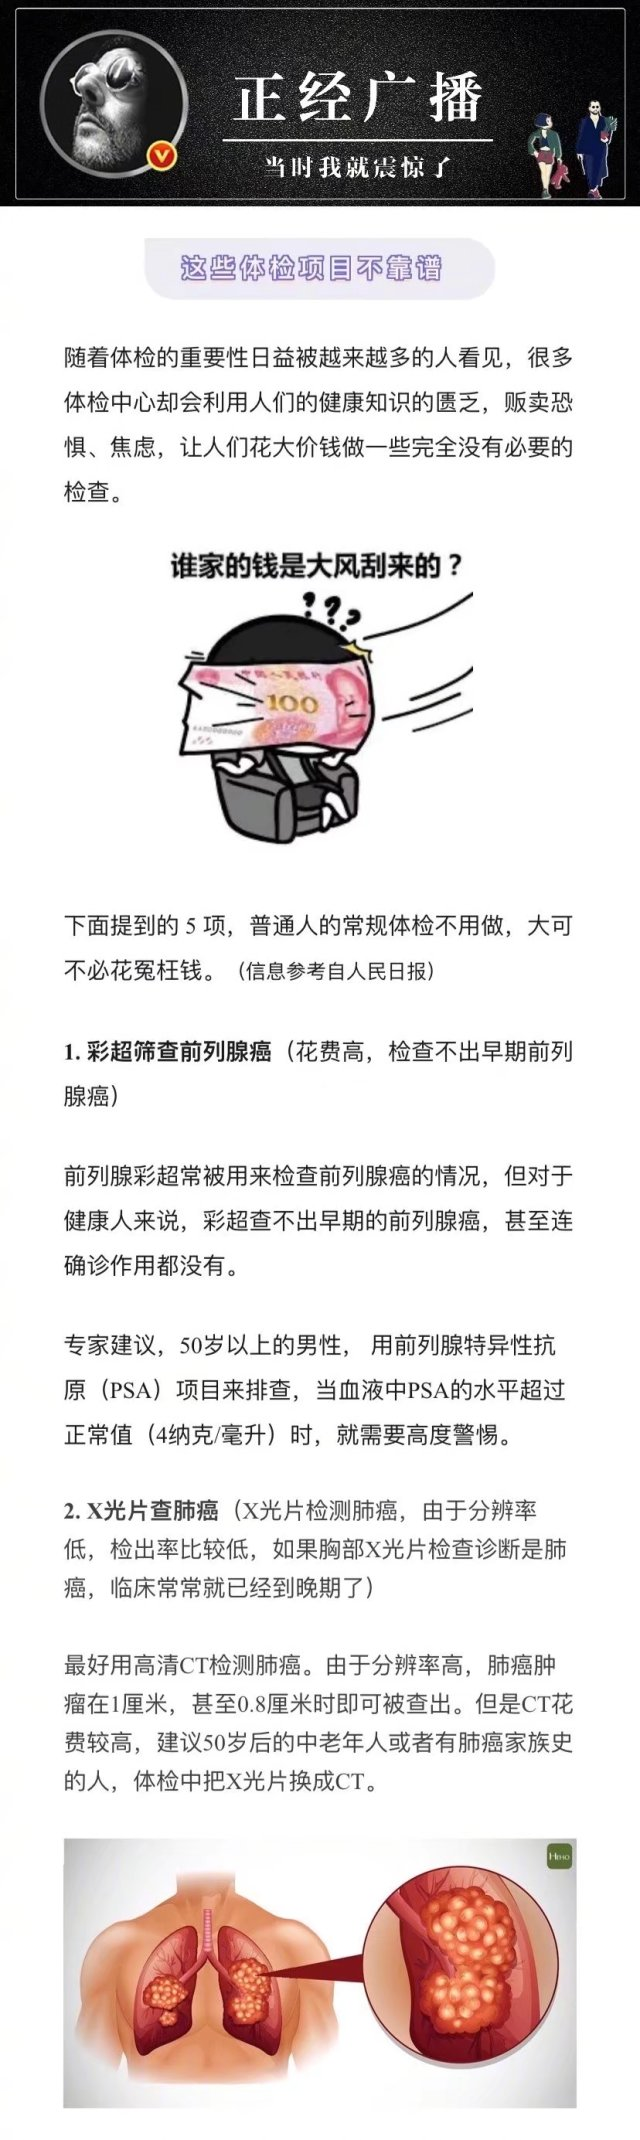 正经广播
当时我就震惊了
这些体检项目不靠谱
随着体检的重要性日益被越来越多的人看见，很多
体检中心却会利用人们的健康知识的匮乏，贩卖恐
惧、焦虑，让人们花大价钱做一些完全没有必要的
检查。
谁家的钱是大风刮来的？
???
100
下面提到的 5 项，普通人的常规体检不用做，大可
不必花冤枉钱。（信息参考自人民日报）
1. 彩超筛查前列腺癌（花费高，检查不出早期前列
腺癌）
前列腺彩超常被用来检查前列腺癌的情况，但对于
健康人来说，彩超查不出早期的前列腺癌，甚至连
确诊作用都没有。
专家建议，50岁以上的男性， 用前列腺特异性抗
原（PSA）项目来排查，当血液中PSA的水平超过
正常值（4纳克/毫升）时，就需要高度警惕。
2. X光片查肺癌（X光片检测肺癌，由于分辨率
低，检出率比较低，如果胸部X光片检查诊断是肺
癌，临床常常就已经到晚期了）
最好用高清CT检测肺癌。由于分辨率高，肺癌肿
瘤在1厘米，甚至0.8厘米时即可被查出。但是CT花
费较高，建议50岁后的中老年人或者有肺癌家族史
的人，体检中把X光片换成CT。
HEHO